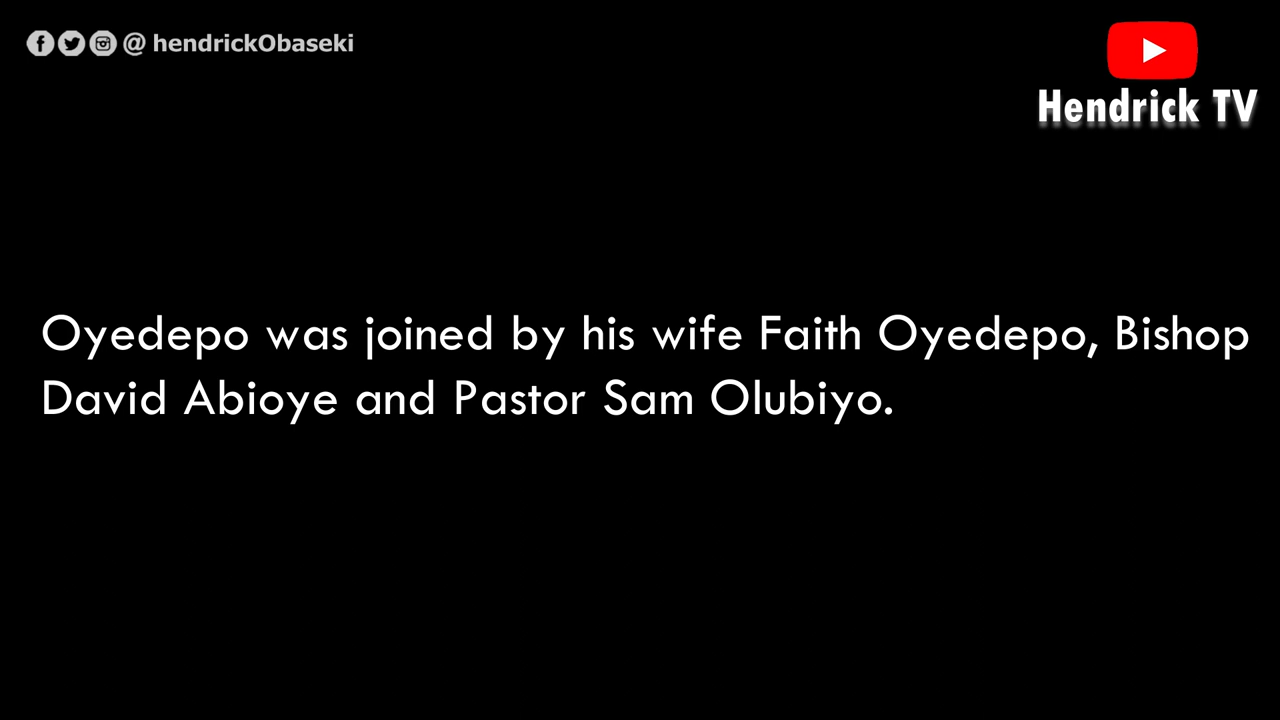 @ hendrickObaseki
Hendrick TV
Oyedepo was joined by his wife Faith Oyedepo, Bishop
David Abioye and Pastor Sam Olubiyo.